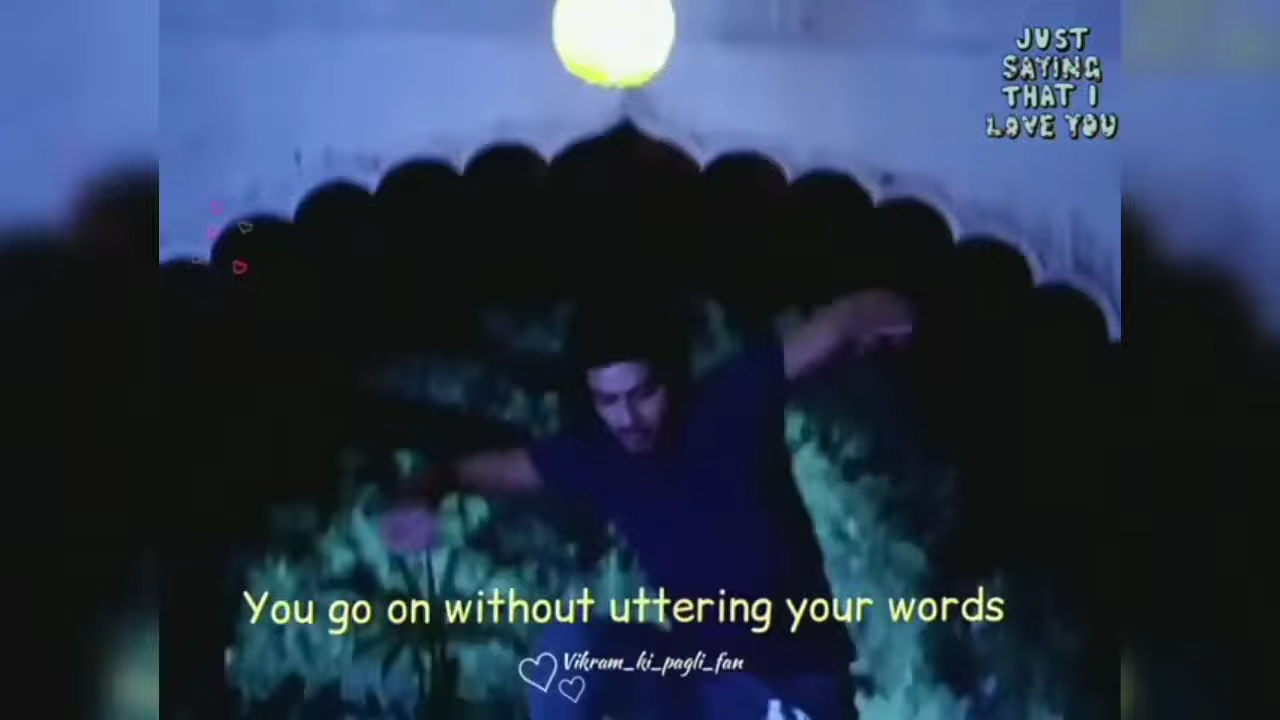 JUST
SAYING
THAT I
LOVE YOU
You go on without uttering your words
Vikram_ki_pagli_fan